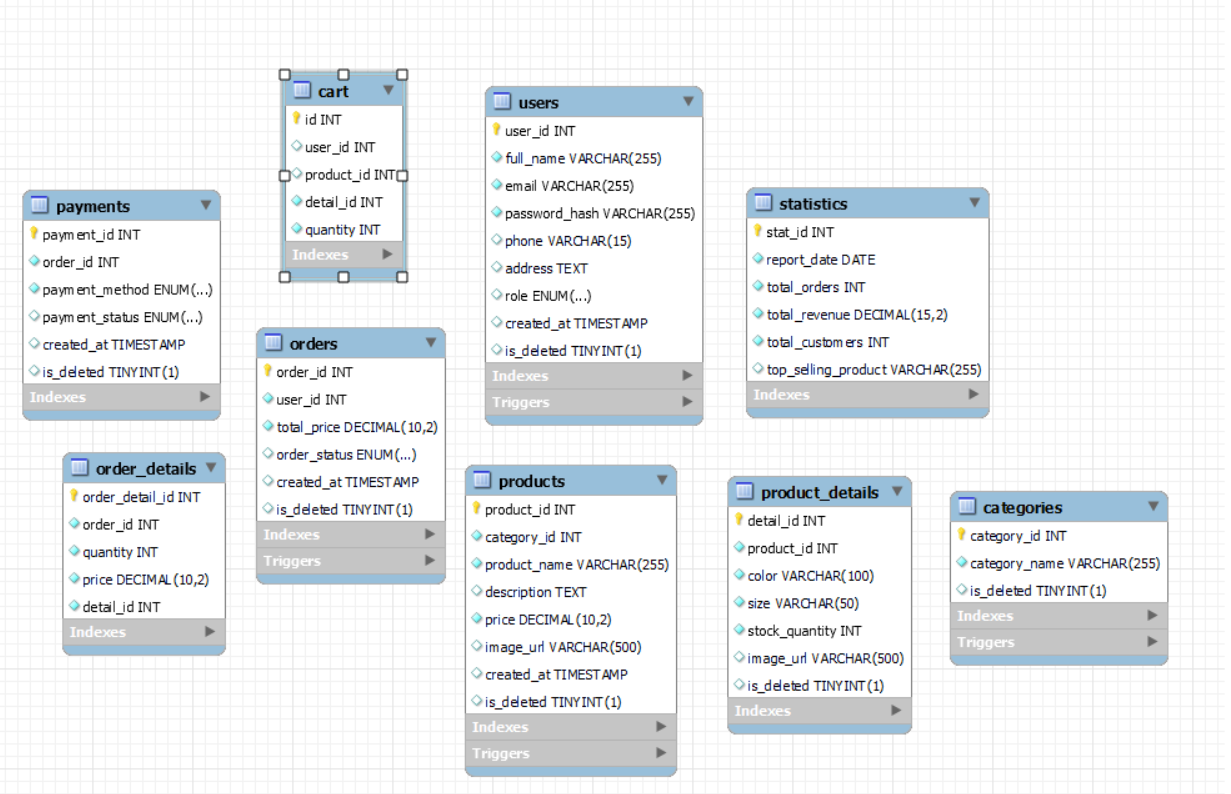 cart
id INT
user_id INT
product_id INT
detail_id INT
quantity INT
Indexes
users
user_id INT
full_name VARCHAR(255)
email VARCHAR(255)
password_hash VARCHAR(255)
phone VARCHAR(15)
address TEXT
role ENUM(...)
created_at TIMESTAMP
is_deleted TINYINT(1)
Indexes
Triggers
payments
payment_id INT
order_id INT
payment_method ENUM(...)
payment_status ENUM(...)
created_at TIMESTAMP
is_deleted TINYINT(1)
Indexes
statistics
stat_id INT
report_date DATE
total_orders INT
total_revenue DECIMAL(15,2)
total_customers INT
top_selling_product VARCHAR(255)
Indexes
orders
order_id INT
user_id INT
total_price DECIMAL(10,2)
order_status ENUM(...)
created_at TIMESTAMP
is_deleted TINYINT(1)
Indexes
Triggers
order_details
order_detail_id INT
order_id INT
quantity INT
price DECIMAL(10,2)
detail_id INT
Indexes
products
product_id INT
category_id INT
product_name VARCHAR(255)
description TEXT
price DECIMAL(10,2)
image_url VARCHAR(500)
created_at TIMESTAMP
is_deleted TINYINT(1)
Indexes
Triggers
product_details
detail_id INT
product_id INT
color VARCHAR(100)
size VARCHAR(50)
stock_quantity INT
image_url VARCHAR(500)
is_deleted TINYINT(1)
Indexes
categories
category_id INT
category_name VARCHAR(255)
is_deleted TINYINT(1)
Indexes
Triggers